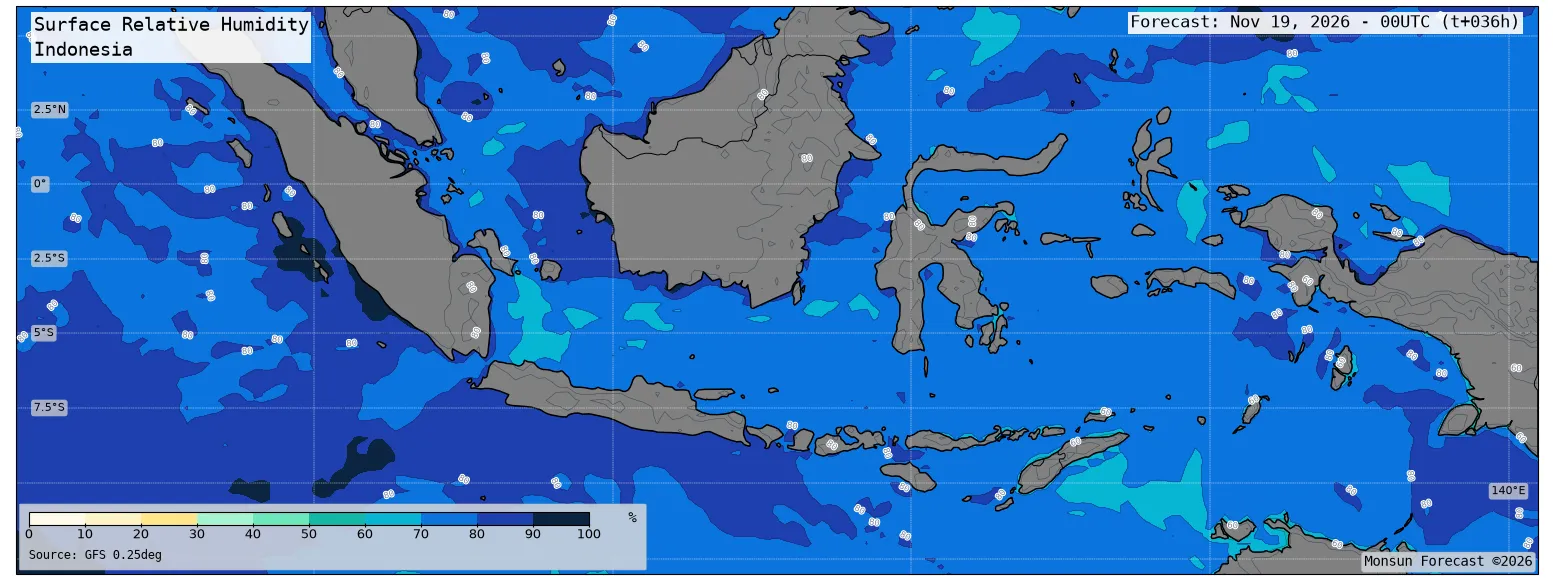 Surface Relative Humidity
Indonesia
Forecast: Nov 19, 2026 - 00UTC (t+036h)
2.5°N
0°
2.5°S
5°S
7.5°S
140°E
%
0 10 20 30 40 50 60 70 80 90 100
Source: GFS 0.25deg
Monsun Forecast ©2026